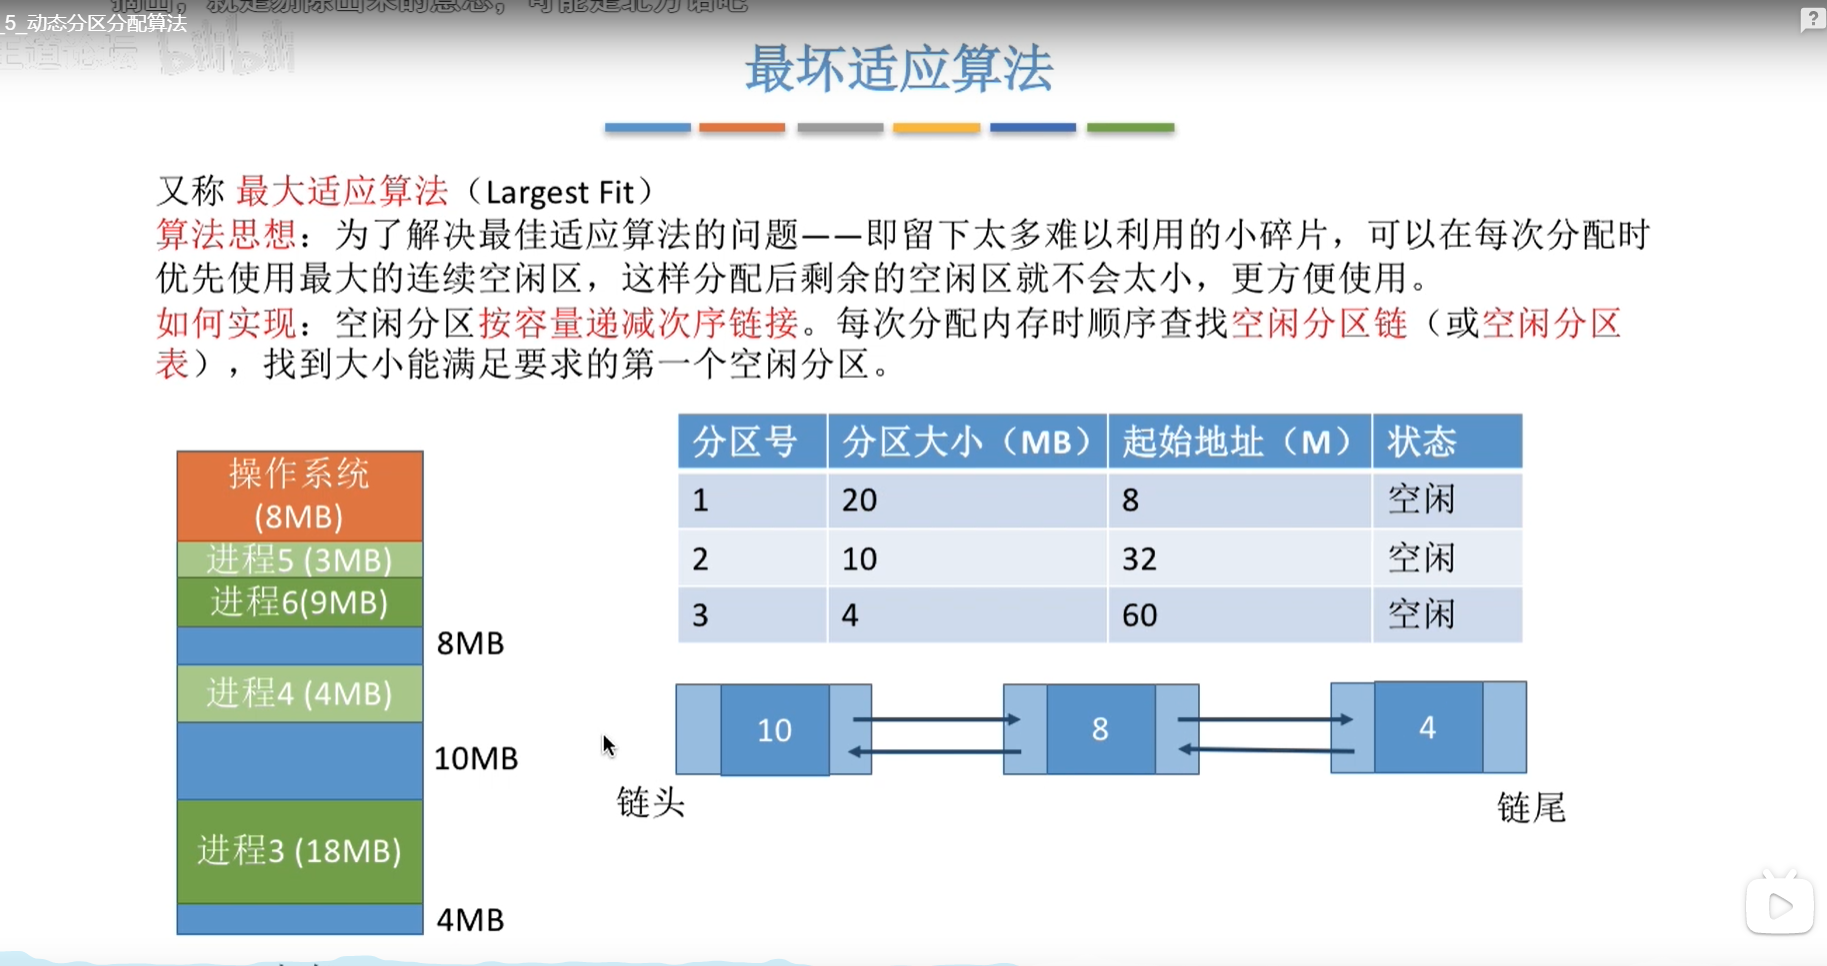 _5_动态分区分配算法
王道论坛 bilibili
最坏适应算法
又称 最大适应算法（Largest Fit）
算法思想：为了解决最佳适应算法的问题——即留下太多难以利用的小碎片，可以在每次分配时
优先使用最大的连续空闲区，这样分配后剩余的空闲区就不会太小，更方便使用。
如何实现：空闲分区按容量递减次序链接。每次分配内存时顺序查找空闲分区链（或空闲分区
表），找到大小能满足要求的第一个空闲分区。
分区号 分区大小（MB） 起始地址（M） 状态
1 20 8 空闲
2 10 32 空闲
3 4 60 空闲
操作系统
(8MB)
进程5 (3MB)
进程6(9MB)
8MB
进程4 (4MB)
10MB
进程3 (18MB)
4MB
10 8 4
链头 链尾